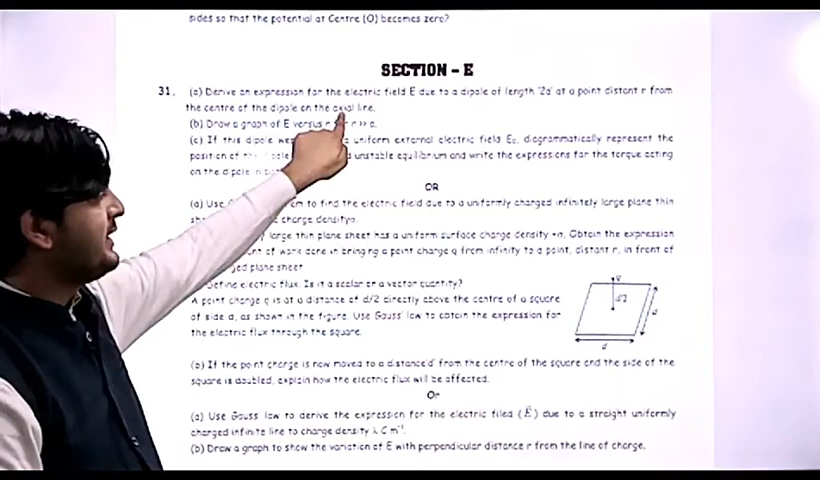 sides so that the potential at Centre (O) becomes zero?
SECTION – E
31. (a) Derive an expression for the electric field E due to a dipole of length '2a' at a point distant r from
the centre of the dipole on the axial line.
(b) Draw a graph of E versus r for r >> a.
(c) If this dipole we uniform external electric field E₀, diagrammatically represent the
position of unstable equilibrium and write the expressions for the torque acting
on the dipole in
OR
(a) Use to find the electric field due to a uniformly charged infinitely large plane thin
charge density
large thin plane sheet has a uniform surface charge density +σ. Obtain the expression
of work done in bringing a point charge q from infinity to a point, distant r, in front of
plane sheet
Define electric flux. Is it a scalar or a vector quantity?
A point charge q is at a distance of d/2 directly above the centre of a square
of side d, as shown in the figure. Use Gauss' law to obtain the expression for
the electric flux through the square.
q
d/2
d
d
(b) If the point charge is now moved to a distance'd' from the centre of the square and the side of the
square is doubled, explain how the electric flux will be affected.
Or
(a) Use Gauss law to derive the expression for the electric filed (E⃗) due to a straight uniformly
charged infinite line to charge density λ C m⁻¹.
(b) Draw a graph to show the variation of E with perpendicular distance r from the line of charge.